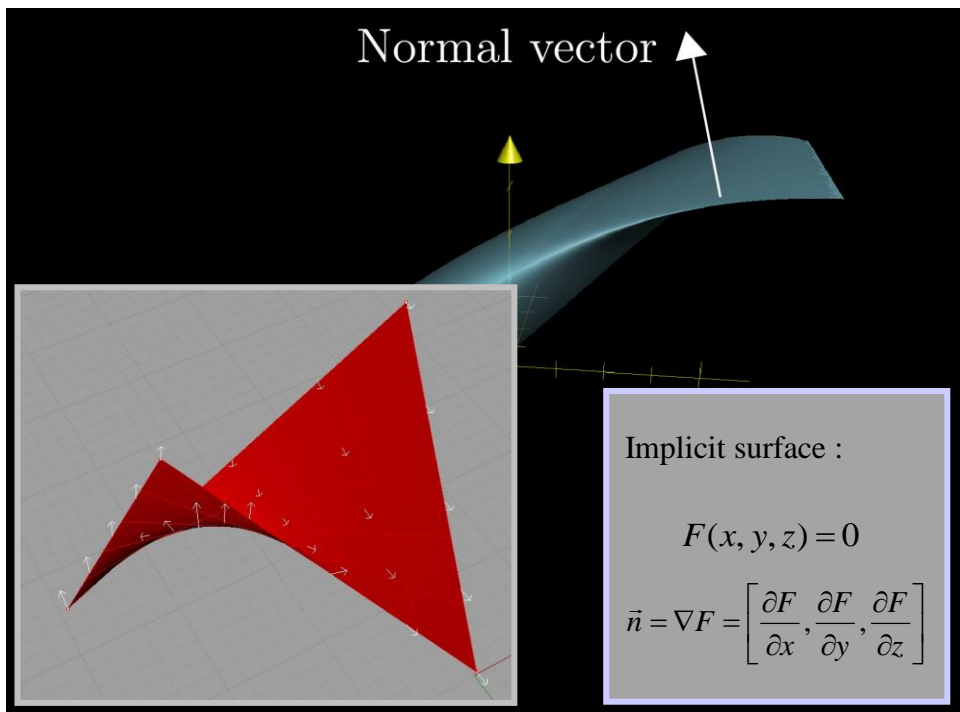 Normal vector
Implicit surface :
F(x, y, z) = 0
n⃗ = ∇F = [∂F/∂x, ∂F/∂y, ∂F/∂z]